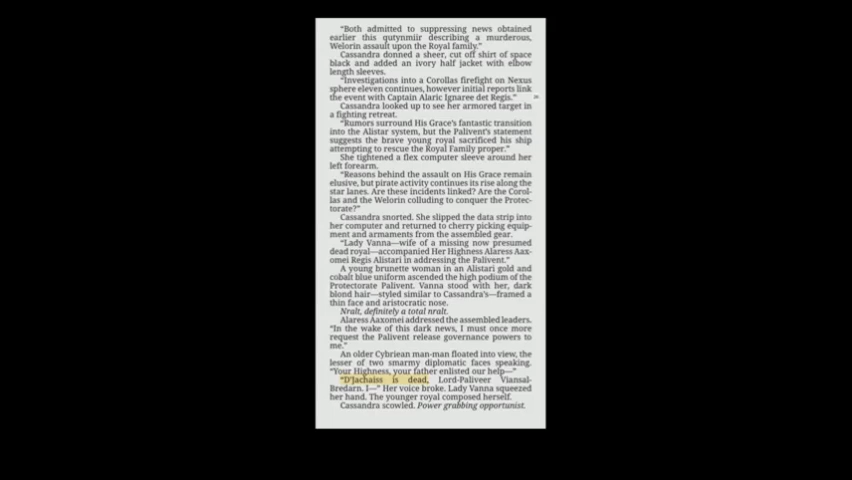 "Both admitted to suppressing news obtained
earlier this qutynmiir describing a murderous,
Welorin assault upon the Royal family."
Cassandra donned a sheer, cut off shirt of space
black and added an ivory half jacket with elbow
length sleeves.
"Investigations into a Corollas firefight on Nexus
sphere eleven continues, however initial reports link
the event with Captain Alaric Ignaree det Regis."
Cassandra looked up to see her armored target in
a fighting retreat.
"Rumors surround His Grace's fantastic transition
into the Alistar system, but the Palivent's statement
suggests the brave young royal sacrificed his ship
attempting to rescue the Royal Family proper."
She tightened a flex computer sleeve around her
left forearm.
"Reasons behind the assault on His Grace remain
elusive, but pirate activity continues its rise along the
star lanes. Are these incidents linked? Are the Corol-
las and the Welorin colluding to conquer the Protec-
torate?"
Cassandra snorted. She slipped the data strip into
her computer and returned to cherry picking equip-
ment and armaments from the assembled gear.
"Lady Vanna—wife of a missing now presumed
dead royal—accompanied Her Highness Alaress Aax-
omei Regis Alistari in addressing the Palivent."
A young brunette woman in an Alistari gold and
cobalt blue uniform ascended the high podium of the
Protectorate Palivent. Vanna stood with her, dark
blond hair—styled similar to Cassandra's—framed a
thin face and aristocratic nose.
Nralt, definitely a total nralt.
Alaress Aaxomei addressed the assembled leaders.
"In the wake of this dark news, I must once more
request the Palivent release governance powers to
me."
An older Cybriean man-man floated into view, the
lesser of two smarmy diplomatic faces speaking.
"Your Highness, your father enlisted our help—"
"D'Jachaiss is dead, Lord-Paliveer Viansal-
Bredarn. I—" Her voice broke. Lady Vanna squeezed
her hand. The younger royal composed herself.
Cassandra scowled. Power grabbing opportunist.